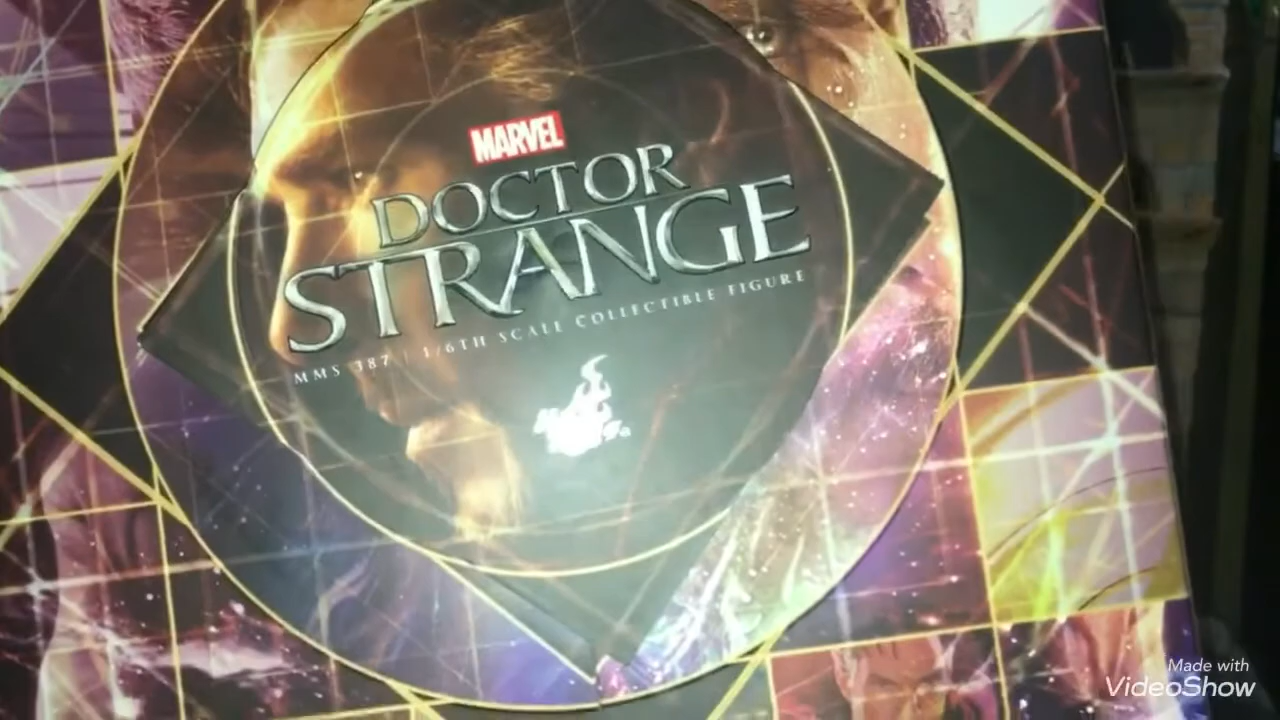 MARVEL
DOCTOR
STRANGE
MMS 387 | 1/6TH SCALE COLLECTIBLE FIGURE
Made with
VideoShow